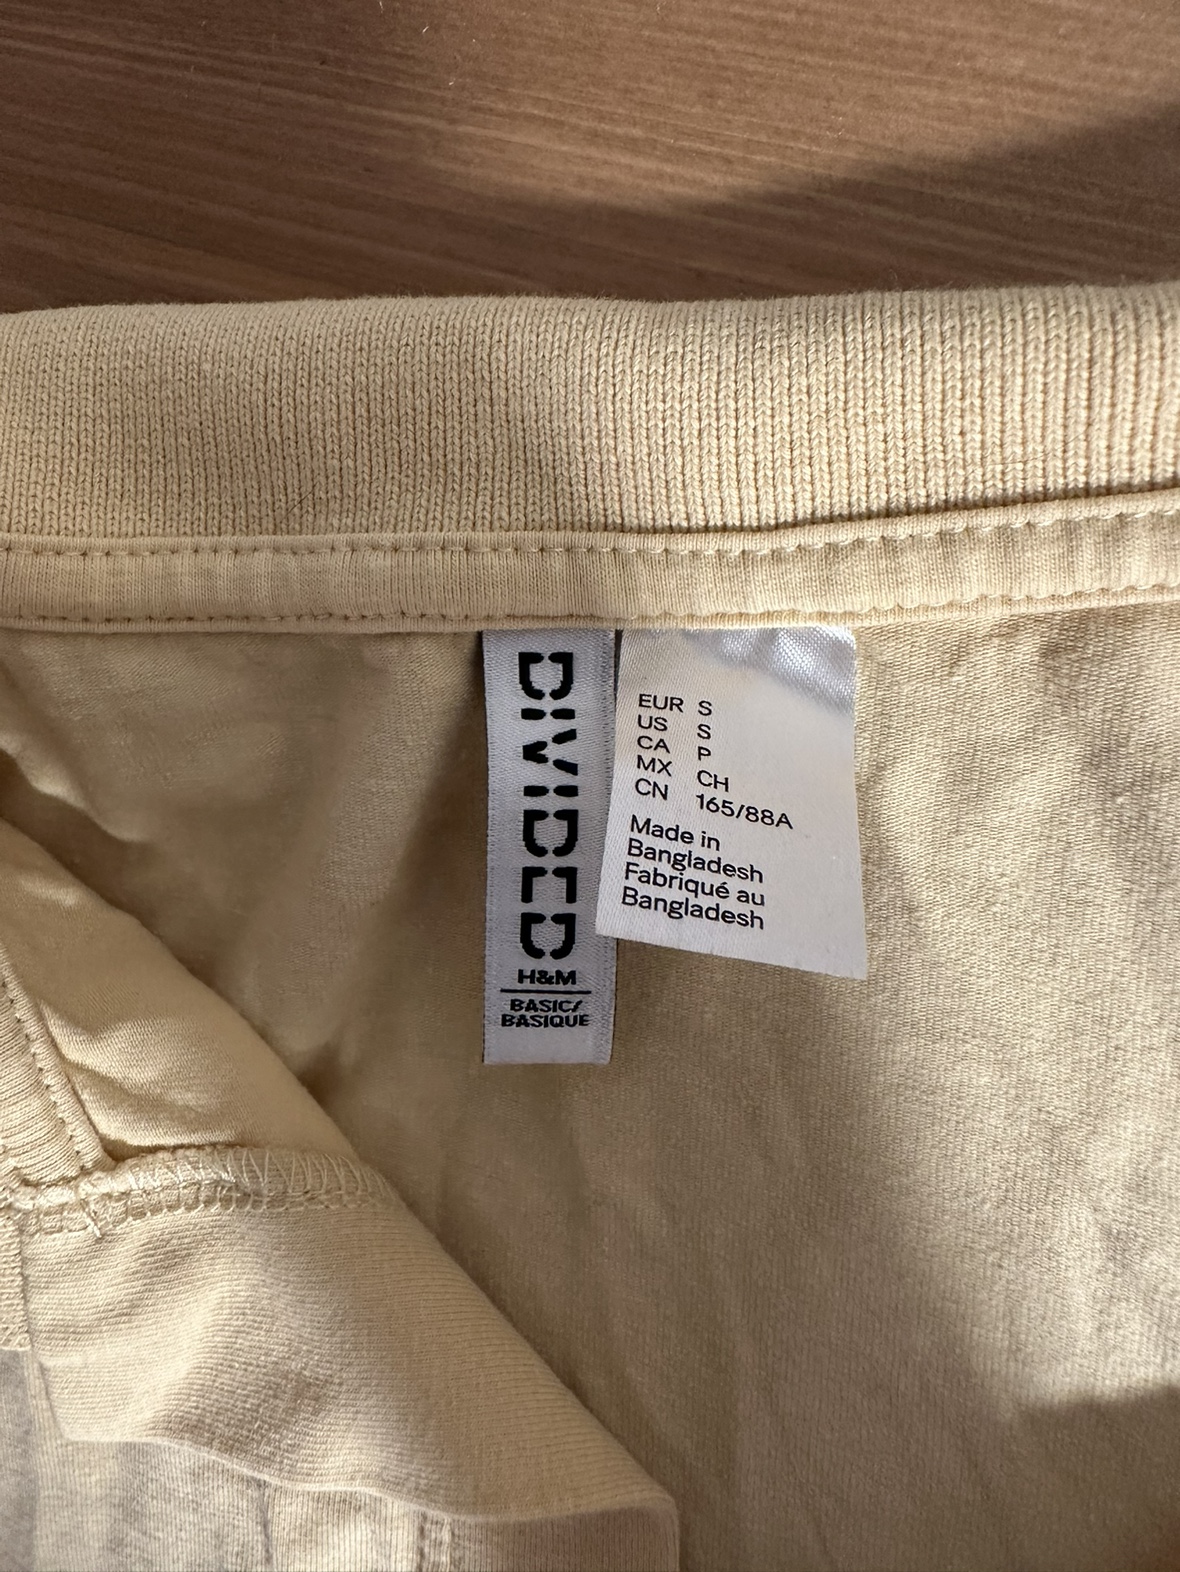 DIVIDED
H&M
BASIC/
BASIQUE
EUR S
US S
CA P
MX CH
CN 165/88A
Made in
Bangladesh
Fabriqué au
Bangladesh